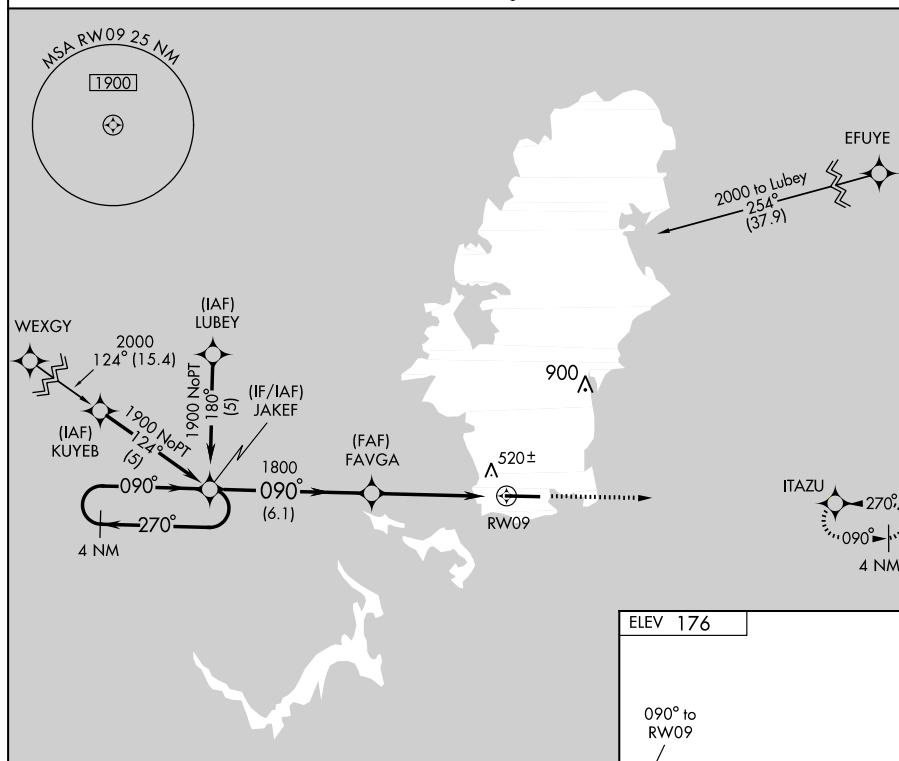 MSA RW09 25 NM
1900
EFUYE
2000 to Lubey
254°
(37.9)
(IAF)
LUBEY
WEXGY
2000
124° (15.4)
1900 NoPT
180°
(5)
(IF/IAF)
JAKEF
900
(IAF)
KUYEB
1900 NoPT
124°
(5)
(FAF)
FAVGA
520±
1800
090°
090°
(6.1)
RW09
ITAZU
270°
270°
090°
4 NM
4 NM
ELEV 176
090° to
RW09